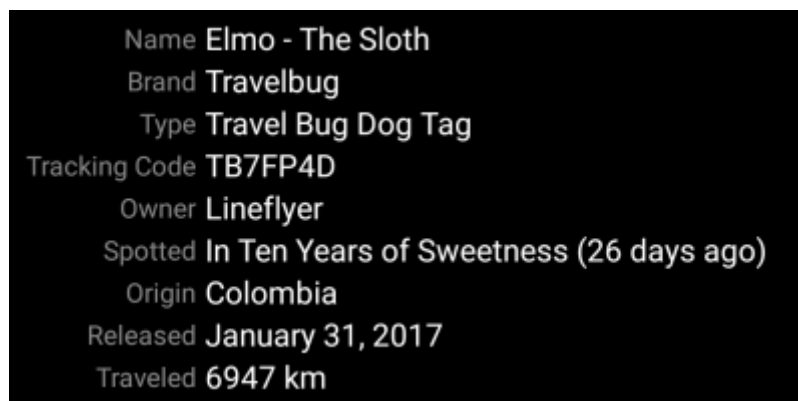 Name Elmo - The Sloth
Brand Travelbug
Type Travel Bug Dog Tag
Tracking Code TB7FP4D
Owner Lineflyer
Spotted In Ten Years of Sweetness (26 days ago)
Origin Colombia
Released January 31, 2017
Traveled 6947 km